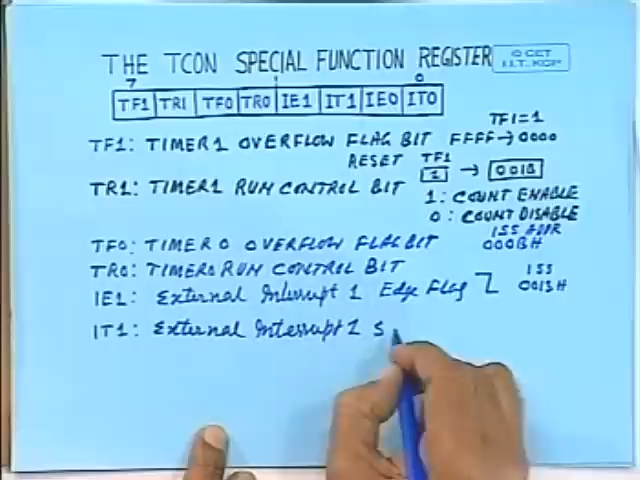 THE TCON SPECIAL FUNCTION REGISTER
© CET
I.I.T. KGP
7 0
TF1 TR1 TF0 TR0 IE1 IT1 IE0 IT0
TF1=1
TF1: TIMER1 OVERFLOW FLAG BIT FFFF→0000
RESET TF1
1 → 001B
TR1: TIMER1 RUN CONTROL BIT
1: COUNT ENABLE
0: COUNT DISABLE
ISS ADDR
TF0: TIMER0 OVERFLOW FLAG BIT 000BH
TR0: TIMER0 RUN CONTROL BIT
ISS
IE1: External Interrupt 1 Edge Flag 0013H
IT1: External Interrupt 1 S